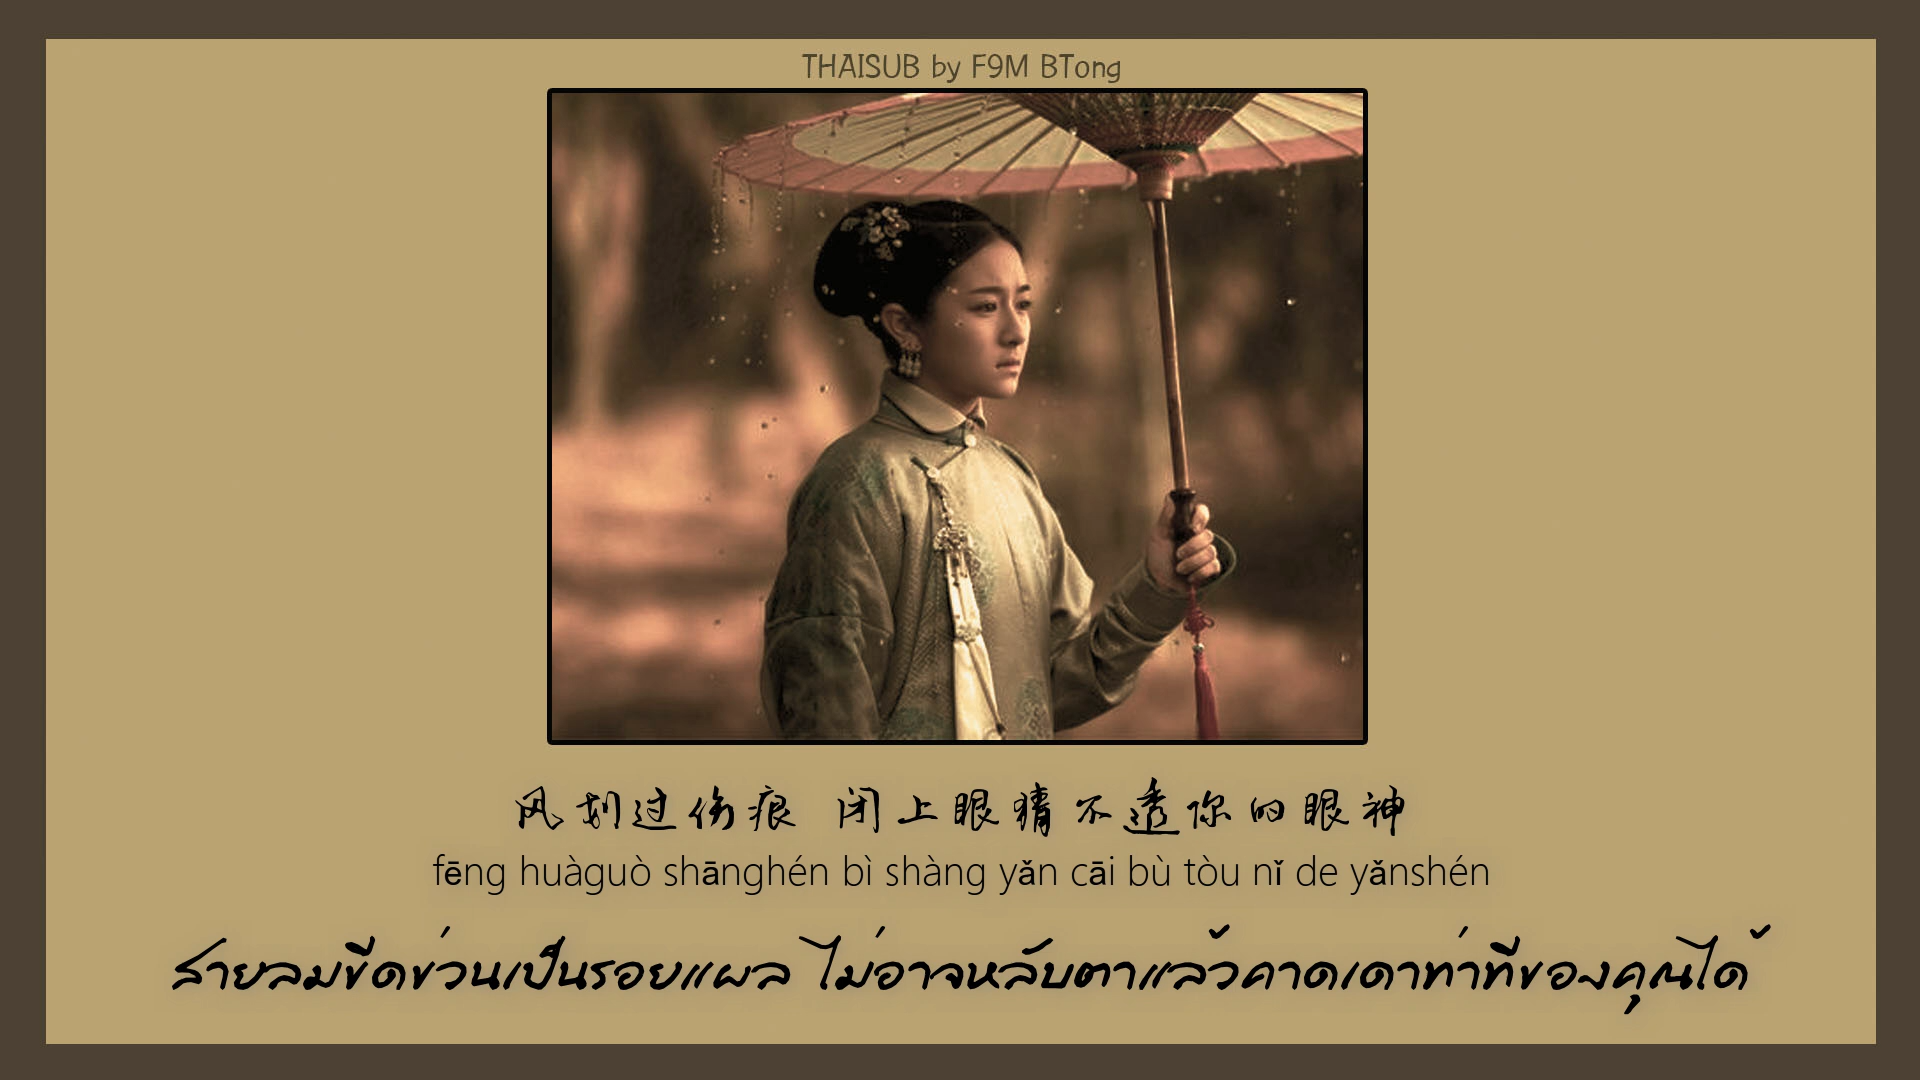 THAISUB by F9M BTong
风划过伤痕 闭上眼猜不透你的眼神
fēng huàguò shānghén bì shàng yǎn cāi bù tòu nǐ de yǎnshén
สายลมขีดข่วนเป็นรอยแผล ไม่อาจหลับตาแล้วคาดเดาท่าทีของคุณได้